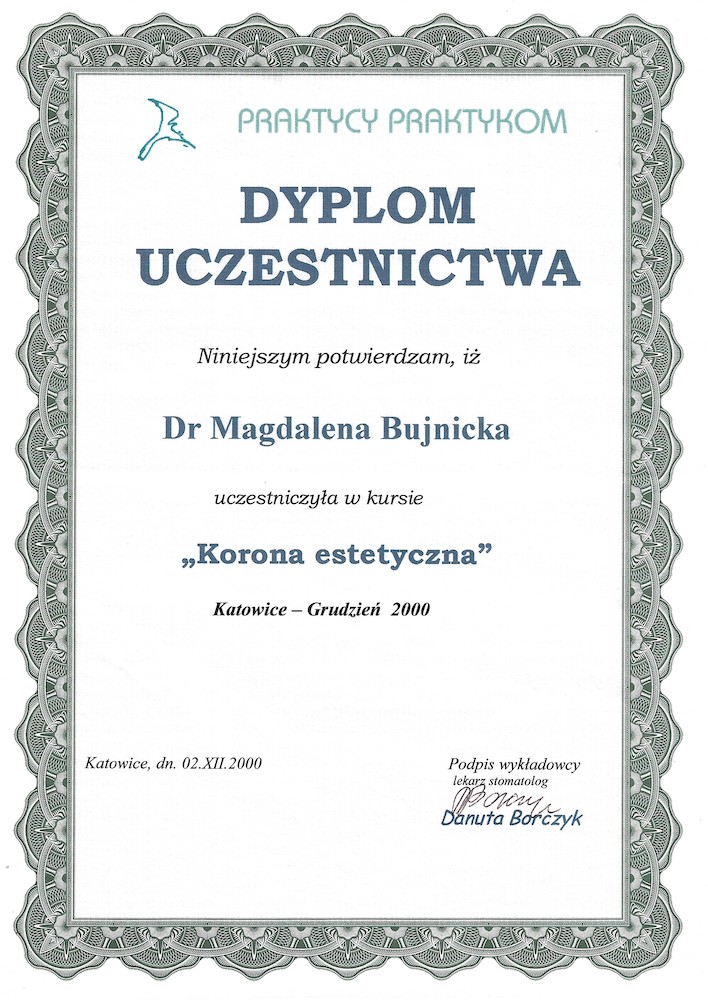 PRAKTYCY PRAKTYKOM
DYPLOM
UCZESTNICTWA
Niniejszym potwierdzam, iż
Dr Magdalena Bujnicka
uczestniczyła w kursie
„Korona estetyczna”
Katowice – Grudzień 2000
Katowice, dn. 02.XII.2000
Podpis wykładowcy
lekarz stomatolog
Danuta Borczyk